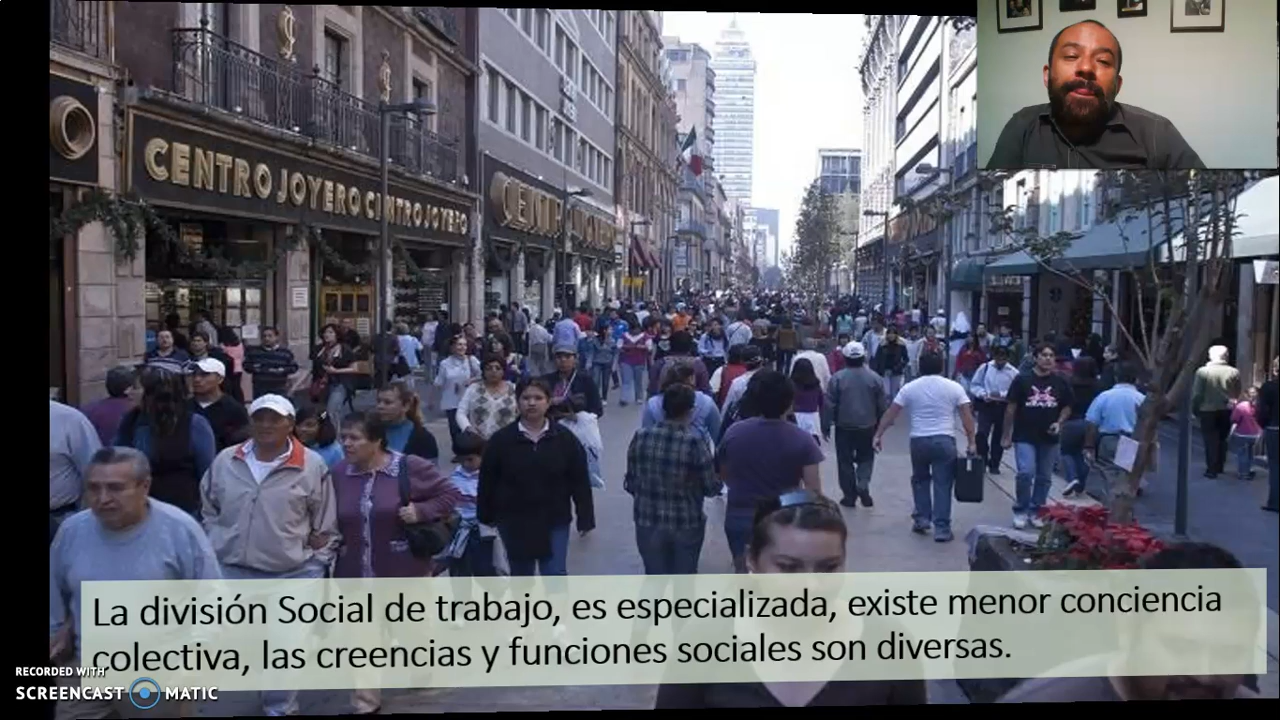 CENTRO JOYERO CENTRO JOYERO
La división Social de trabajo, es especializada, existe menor conciencia
colectiva, las creencias y funciones sociales son diversas.
RECORDED WITH
SCREENCAST MATIC